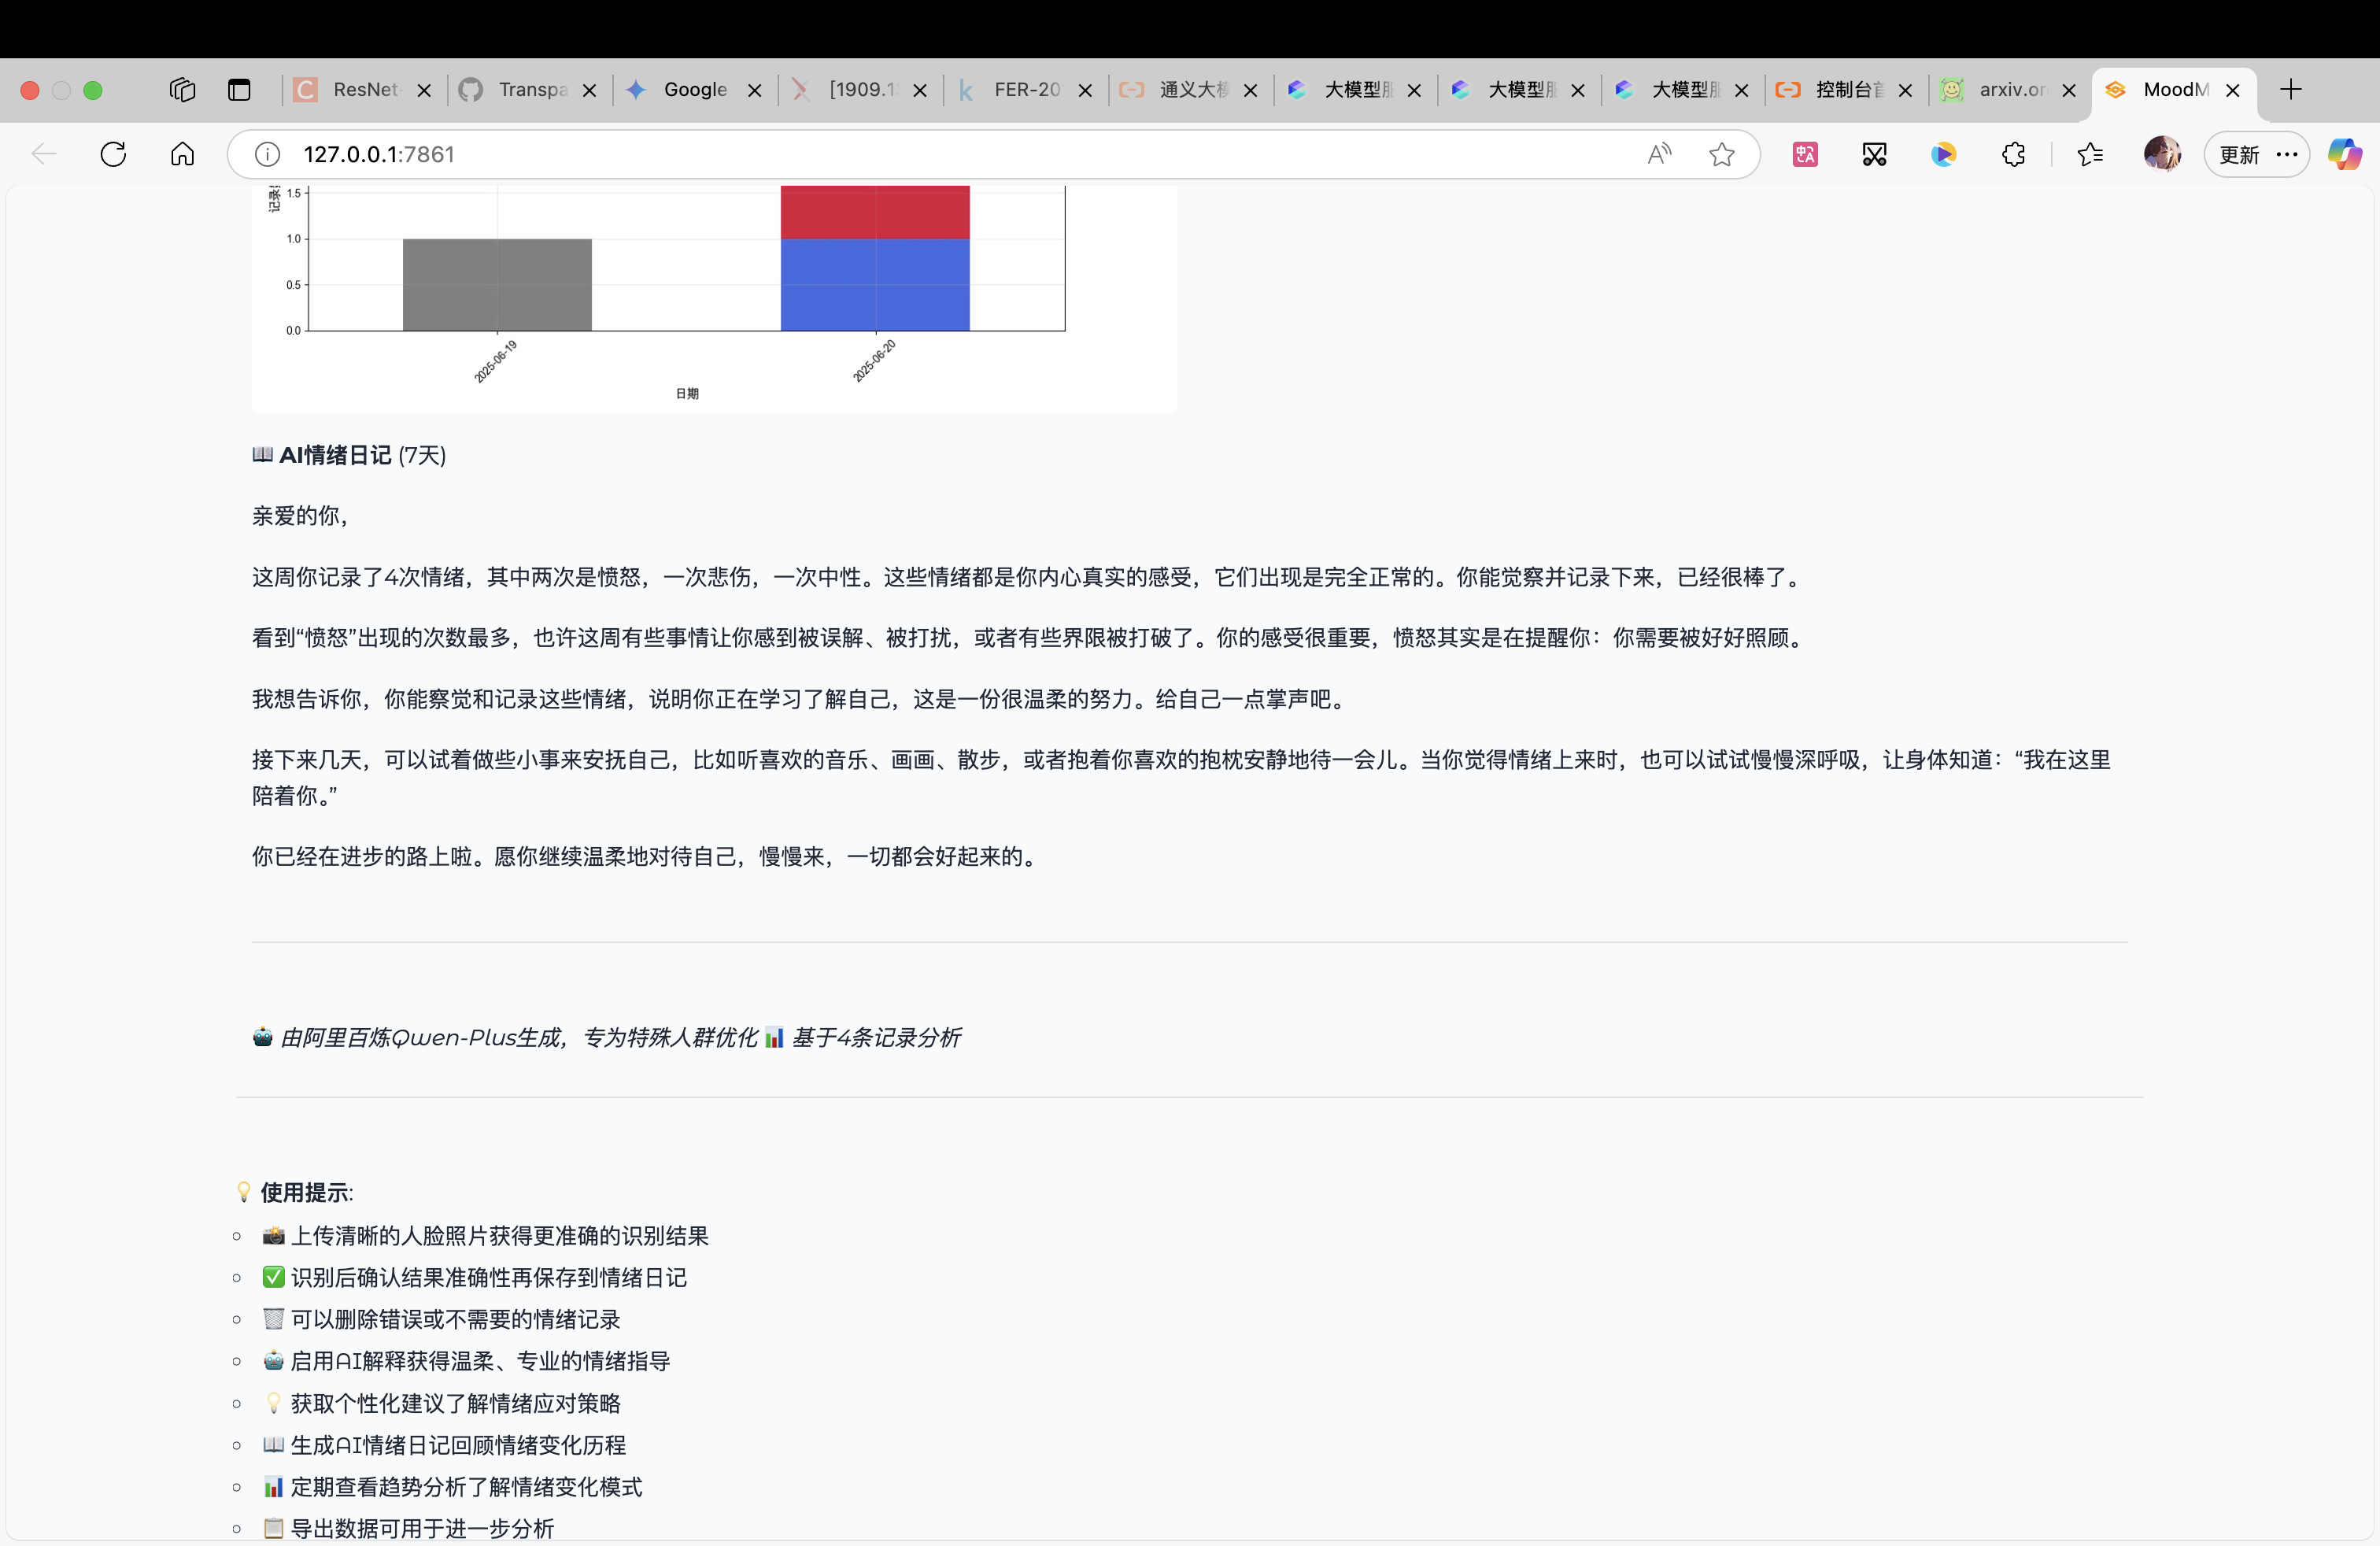 ResNet-
Transpa
Google
[1909.1
FER-20
通义大模
大模型服
大模型服
大模型服
控制台首
arxiv.or
MoodM
127.0.0.1:7861
更新
1.5
1.0
0.5
0.0
2025-06-19
2025-06-20
日期
📖 AI情绪日记 (7天)
亲爱的你，
这周你记录了4次情绪，其中两次是愤怒，一次悲伤，一次中性。这些情绪都是你内心真实的感受，它们出现是完全正常的。你能觉察并记录下来，已经很棒了。
看到“愤怒”出现的次数最多，也许这周有些事情让你感到被误解、被打扰，或者有些界限被打破了。你的感受很重要，愤怒其实是在提醒你：你需要被好好照顾。
我想告诉你，你能察觉和记录这些情绪，说明你正在学习了解自己，这是一份很温柔的努力。给自己一点掌声吧。
接下来几天，可以试着做些小事来安抚自己，比如听喜欢的音乐、画画、散步，或者抱着你喜欢的抱枕安静地待一会儿。当你觉得情绪上来时，也可以试试慢慢深呼吸，让身体知道：“我在这里
陪着你。”
你已经在进步的路上啦。愿你继续温柔地对待自己，慢慢来，一切都会好起来的。
🤖 由阿里百炼Qwen-Plus生成，专为特殊人群优化 📊 基于4条记录分析
💡 使用提示:
📸 上传清晰的人脸照片获得更准确的识别结果
✅ 识别后确认结果准确性再保存到情绪日记
🗑️ 可以删除错误或不需要的情绪记录
🤖 启用AI解释获得温柔、专业的情绪指导
💡 获取个性化建议了解情绪应对策略
📖 生成AI情绪日记回顾情绪变化历程
📊 定期查看趋势分析了解情绪变化模式
📋 导出数据可用于进一步分析